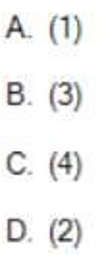 A. (1)
B. (3)
C. (4)
D. (2)